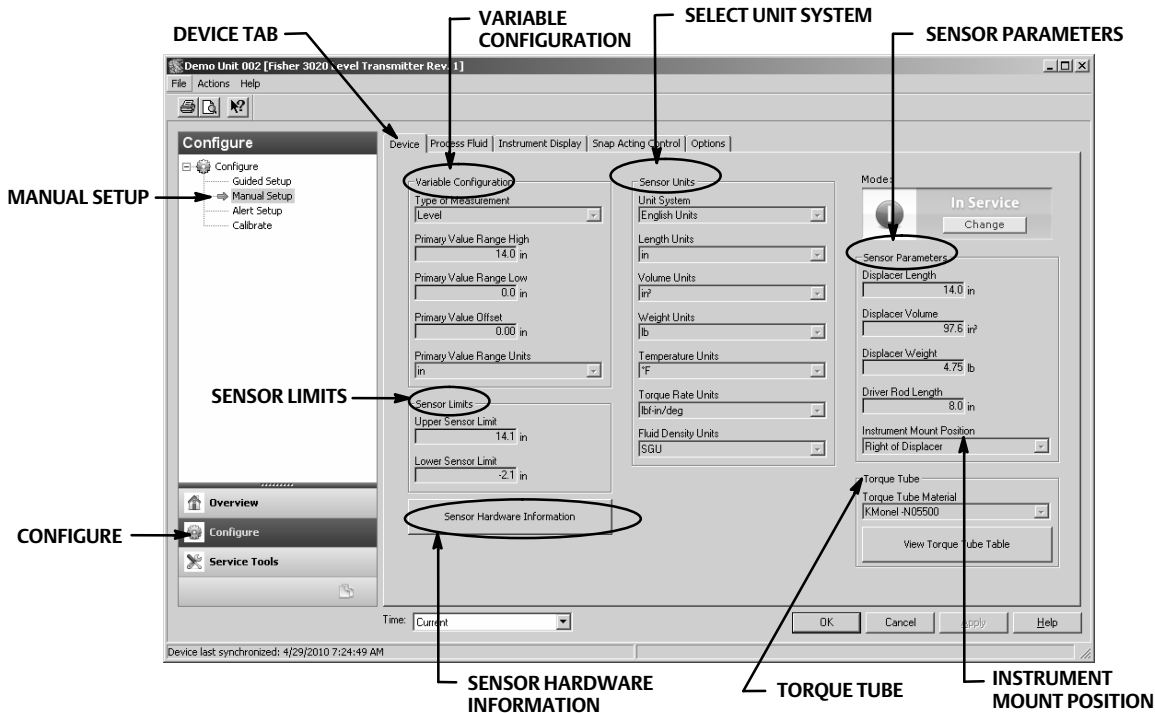 DEVICE TAB
VARIABLE
CONFIGURATION
SELECT UNIT SYSTEM
SENSOR PARAMETERS
Demo Unit 002 [Fisher 3020 Level Transmitter Rev. 1]
File Actions Help
Configure
Configure
Guided Setup
Manual Setup
Alert Setup
Calibrate
MANUAL SETUP
Device Process Fluid Instrument Display Snap Acting Control Options
Variable Configuration
Type of Measurement
Level
Primary Value Range High
14.0 in
Primary Value Range Low
0.0 in
Primary Value Offset
0.00 in
Primary Value Range Units
in
SENSOR LIMITS
Sensor Limits
Upper Sensor Limit
14.1 in
Lower Sensor Limit
-2.1 in
Sensor Hardware Information
Sensor Units
Unit System
English Units
Length Units
in
Volume Units
in³
Weight Units
lb
Temperature Units
°F
Torque Rate Units
lbf-in/deg
Fluid Density Units
SGU
Mode:
In Service
Change
Sensor Parameters
Displacer Length
14.0 in
Displacer Volume
97.6 in³
Displacer Weight
4.75 lb
Driver Rod Length
8.0 in
Instrument Mount Position
Right of Displacer
Torque Tube
Torque Tube Material
KMonel -N05500
View Torque Tube Table
Overview
CONFIGURE
Configure
Service Tools
Time: Current
OK Cancel Apply Help
Device last synchronized: 4/29/2010 7:24:49 AM
SENSOR HARDWARE
INFORMATION
TORQUE TUBE
INSTRUMENT
MOUNT POSITION